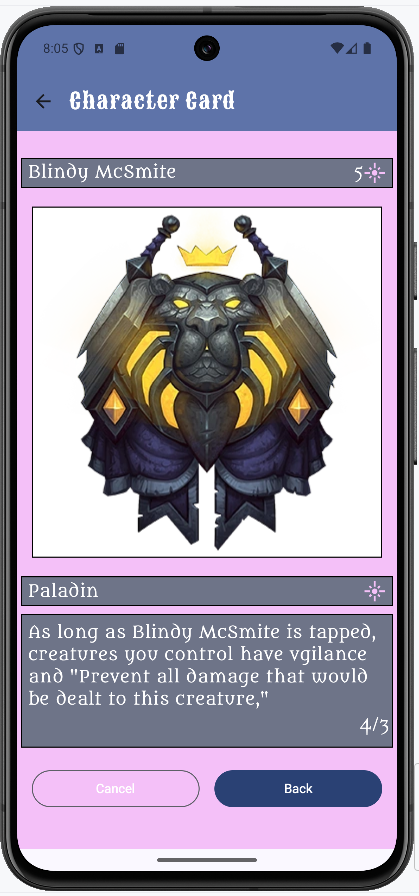 8:05
Character Card
Blindy McSmite 5
Paladin
As long as Blindy McSmite is tapped,
creatures you control have vgilance
and "Prevent all damage that would
be dealt to this creature,"
4/3
Cancel Back